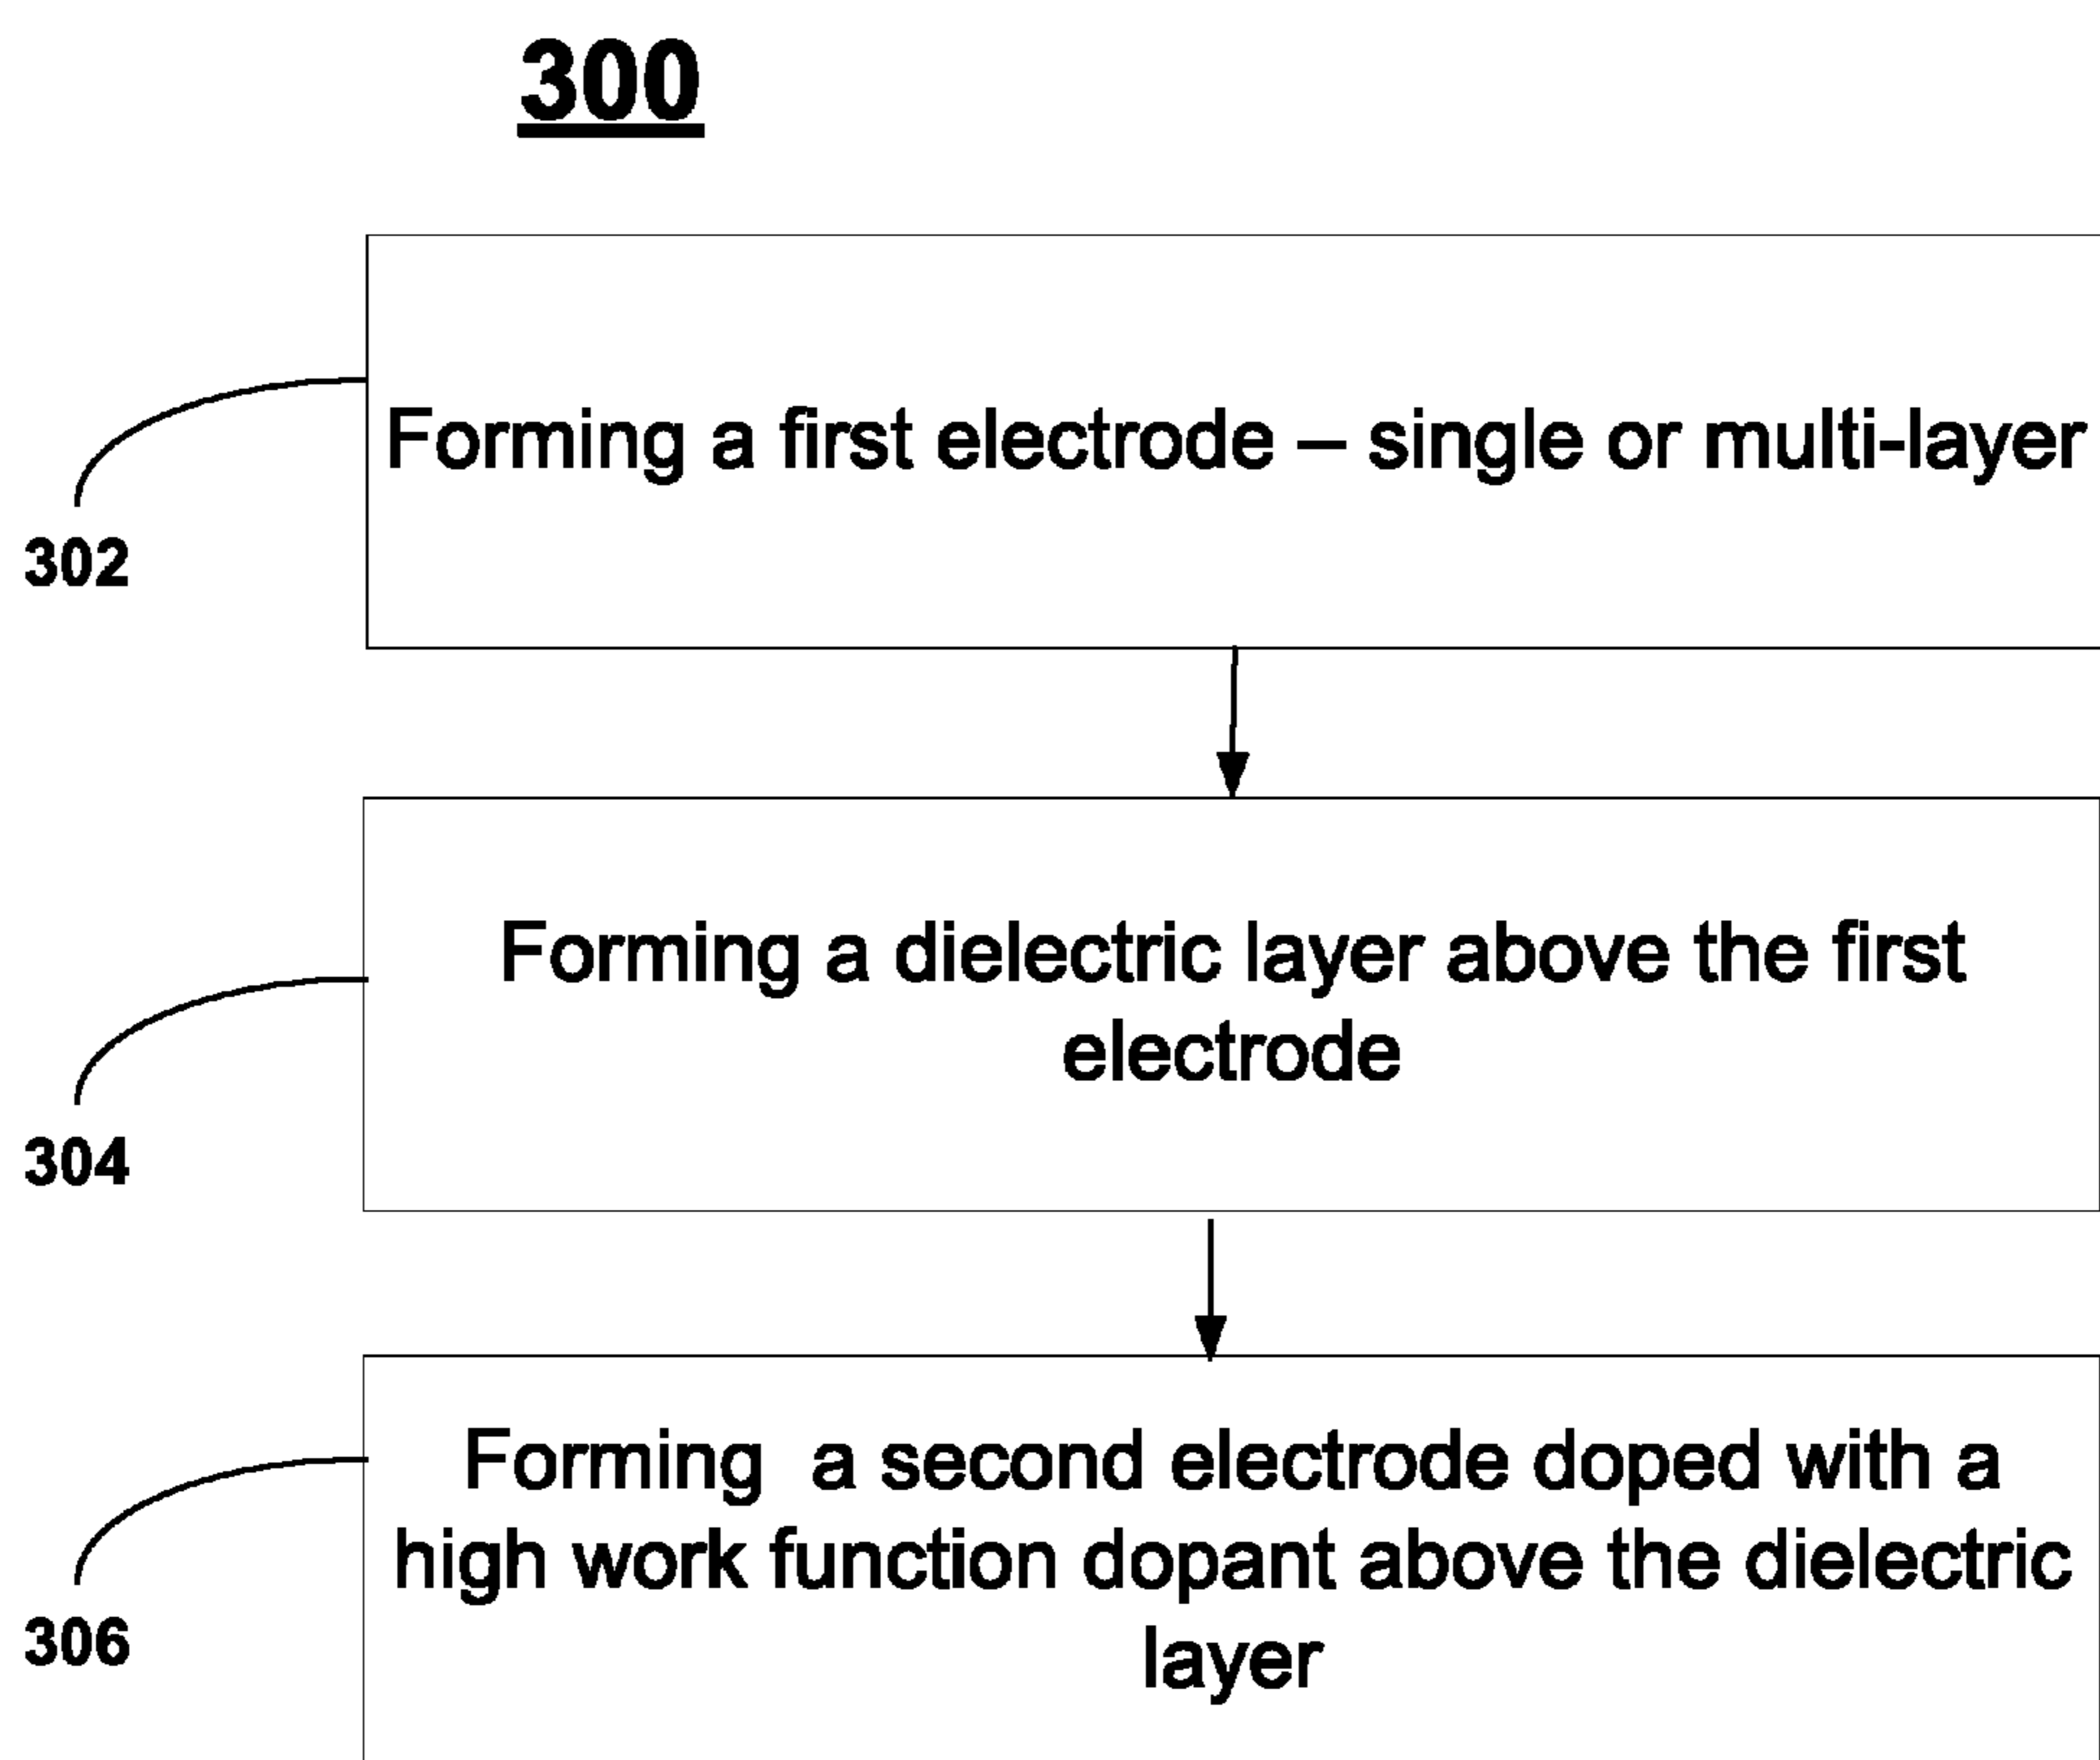 300
Forming a first electrode – single or multi-layer
302
Forming a dielectric layer above the first
electrode
304
Forming a second electrode doped with a
high work function dopant above the dielectric
layer
306